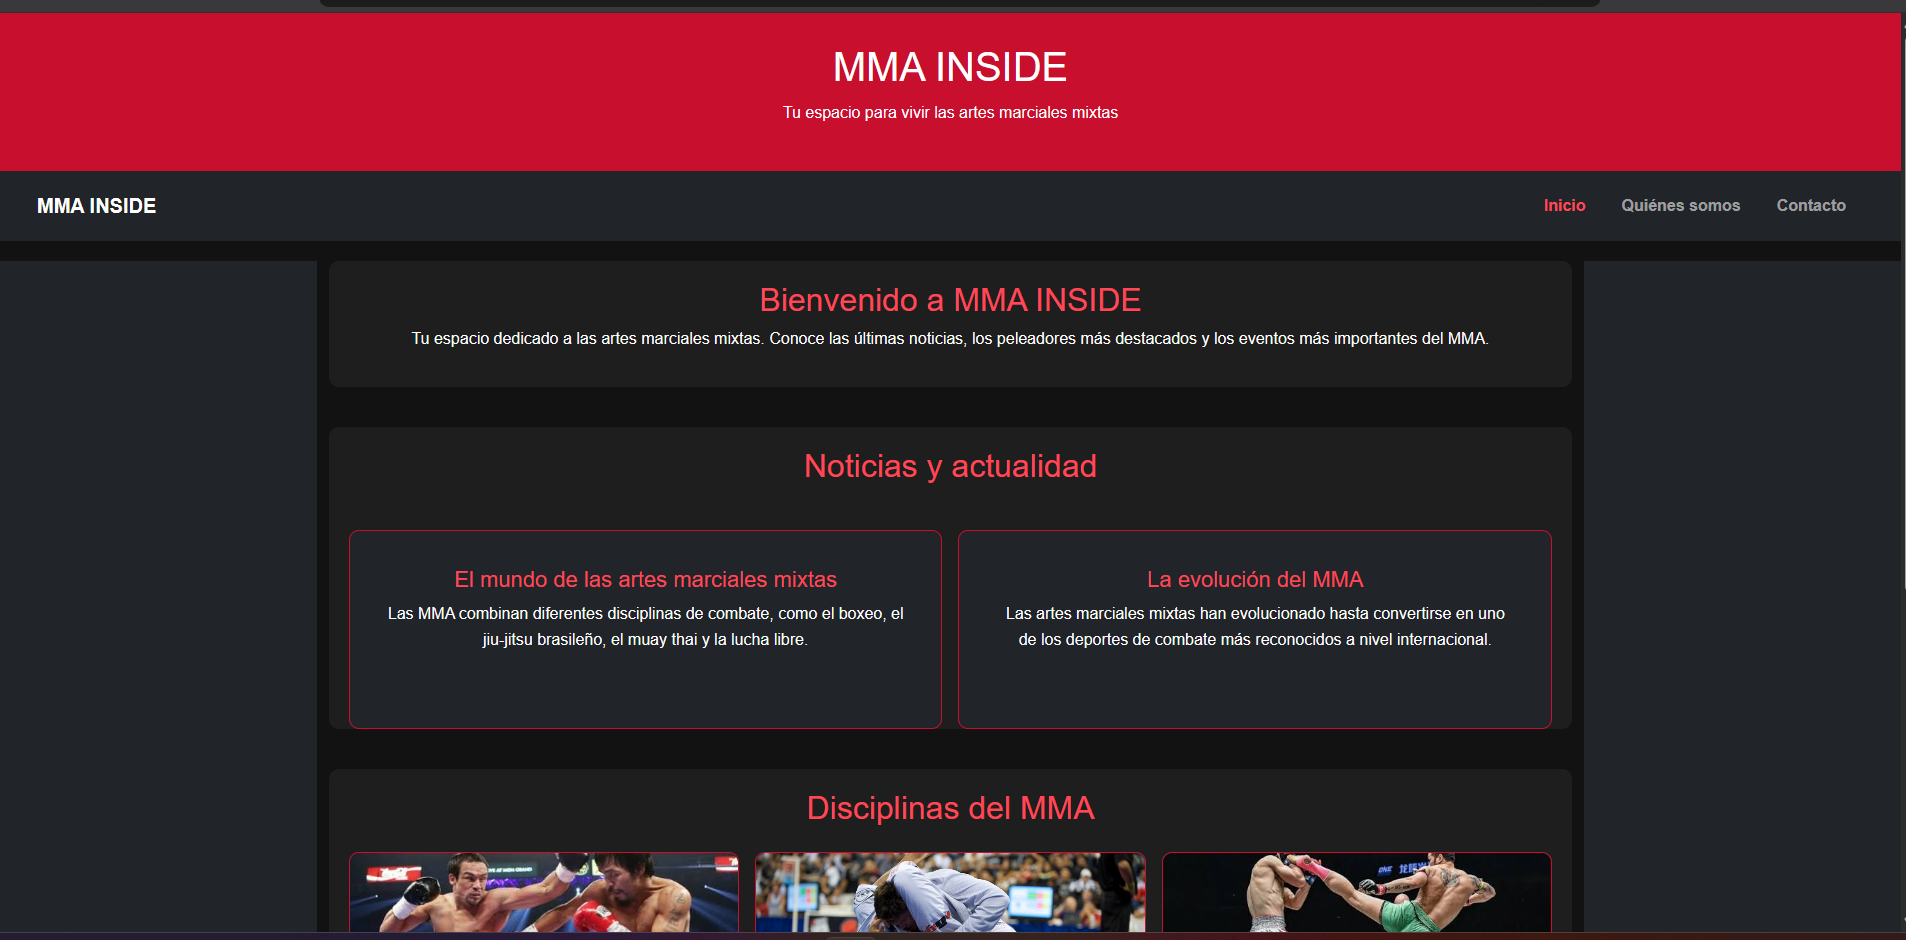 MMA INSIDE
Tu espacio para vivir las artes marciales mixtas
MMA INSIDE
Inicio
Quiénes somos
Contacto
Bienvenido a MMA INSIDE
Tu espacio dedicado a las artes marciales mixtas. Conoce las últimas noticias, los peleadores más destacados y los eventos más importantes del MMA.
Noticias y actualidad
El mundo de las artes marciales mixtas
Las MMA combinan diferentes disciplinas de combate, como el boxeo, el
jiu-jitsu brasileño, el muay thai y la lucha libre.
La evolución del MMA
Las artes marciales mixtas han evolucionado hasta convertirse en uno
de los deportes de combate más reconocidos a nivel internacional.
Disciplinas del MMA
ONE